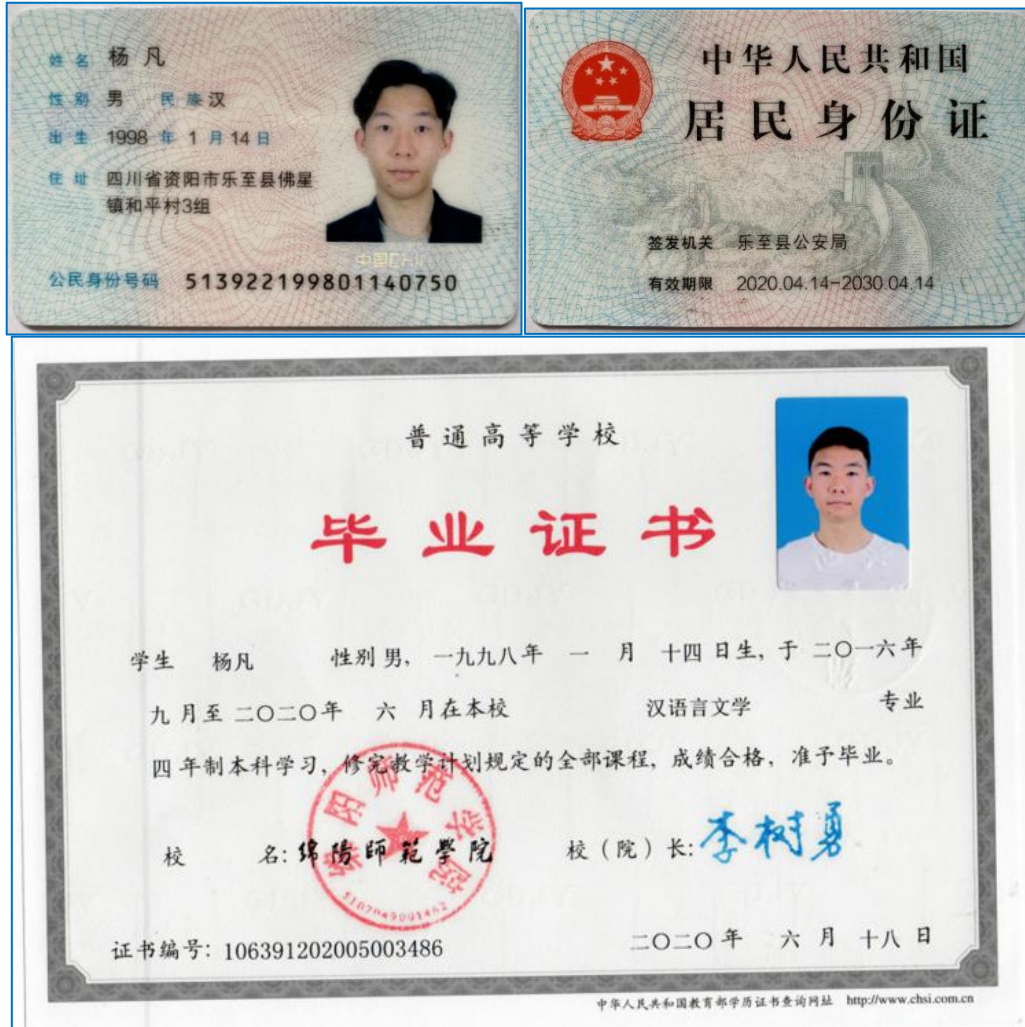 姓名 杨凡
性别 男 民族 汉
出生 1998 年 1 月 14 日
住址 四川省资阳市乐至县佛星
镇和平村3组
公民身份号码 513922199801140750
中华人民共和国
居民身份证
签发机关 乐至县公安局
有效期限 2020.04.14-2030.04.14
普通高等学校
毕业证书
学生 杨凡 性别 男, 一九九八年 一 月 十四 日生, 于 二〇一六年
九 月至 二〇二〇年 六 月在本校 汉语言文学 专业
四 年制本科学习, 修完教学计划规定的全部课程, 成绩合格, 准予毕业。
绵阳师范学院
5107049001462
校 名: 绵陽師範學院 校(院)长: 李树勇
证书编号: 106391202005003486 二〇二〇年 六 月 十八 日
中华人民共和国教育部学历证书查询网址 http://www.chsi.com.cn